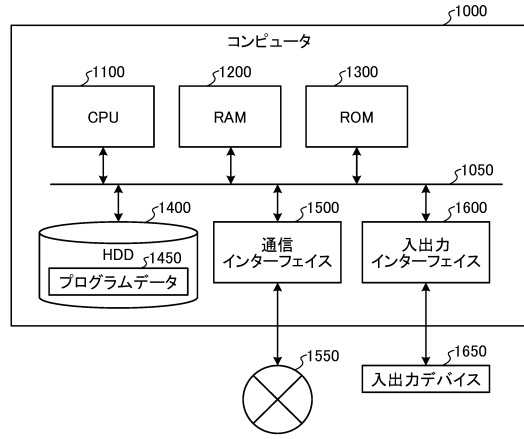 1000
コンピュータ
1100
1200
1300
CPU
RAM
ROM
1050
1400
1500
1600
HDD
1450
プログラムデータ
通信
インターフェイス
入出力
インターフェイス
1550
1650
入出力デバイス